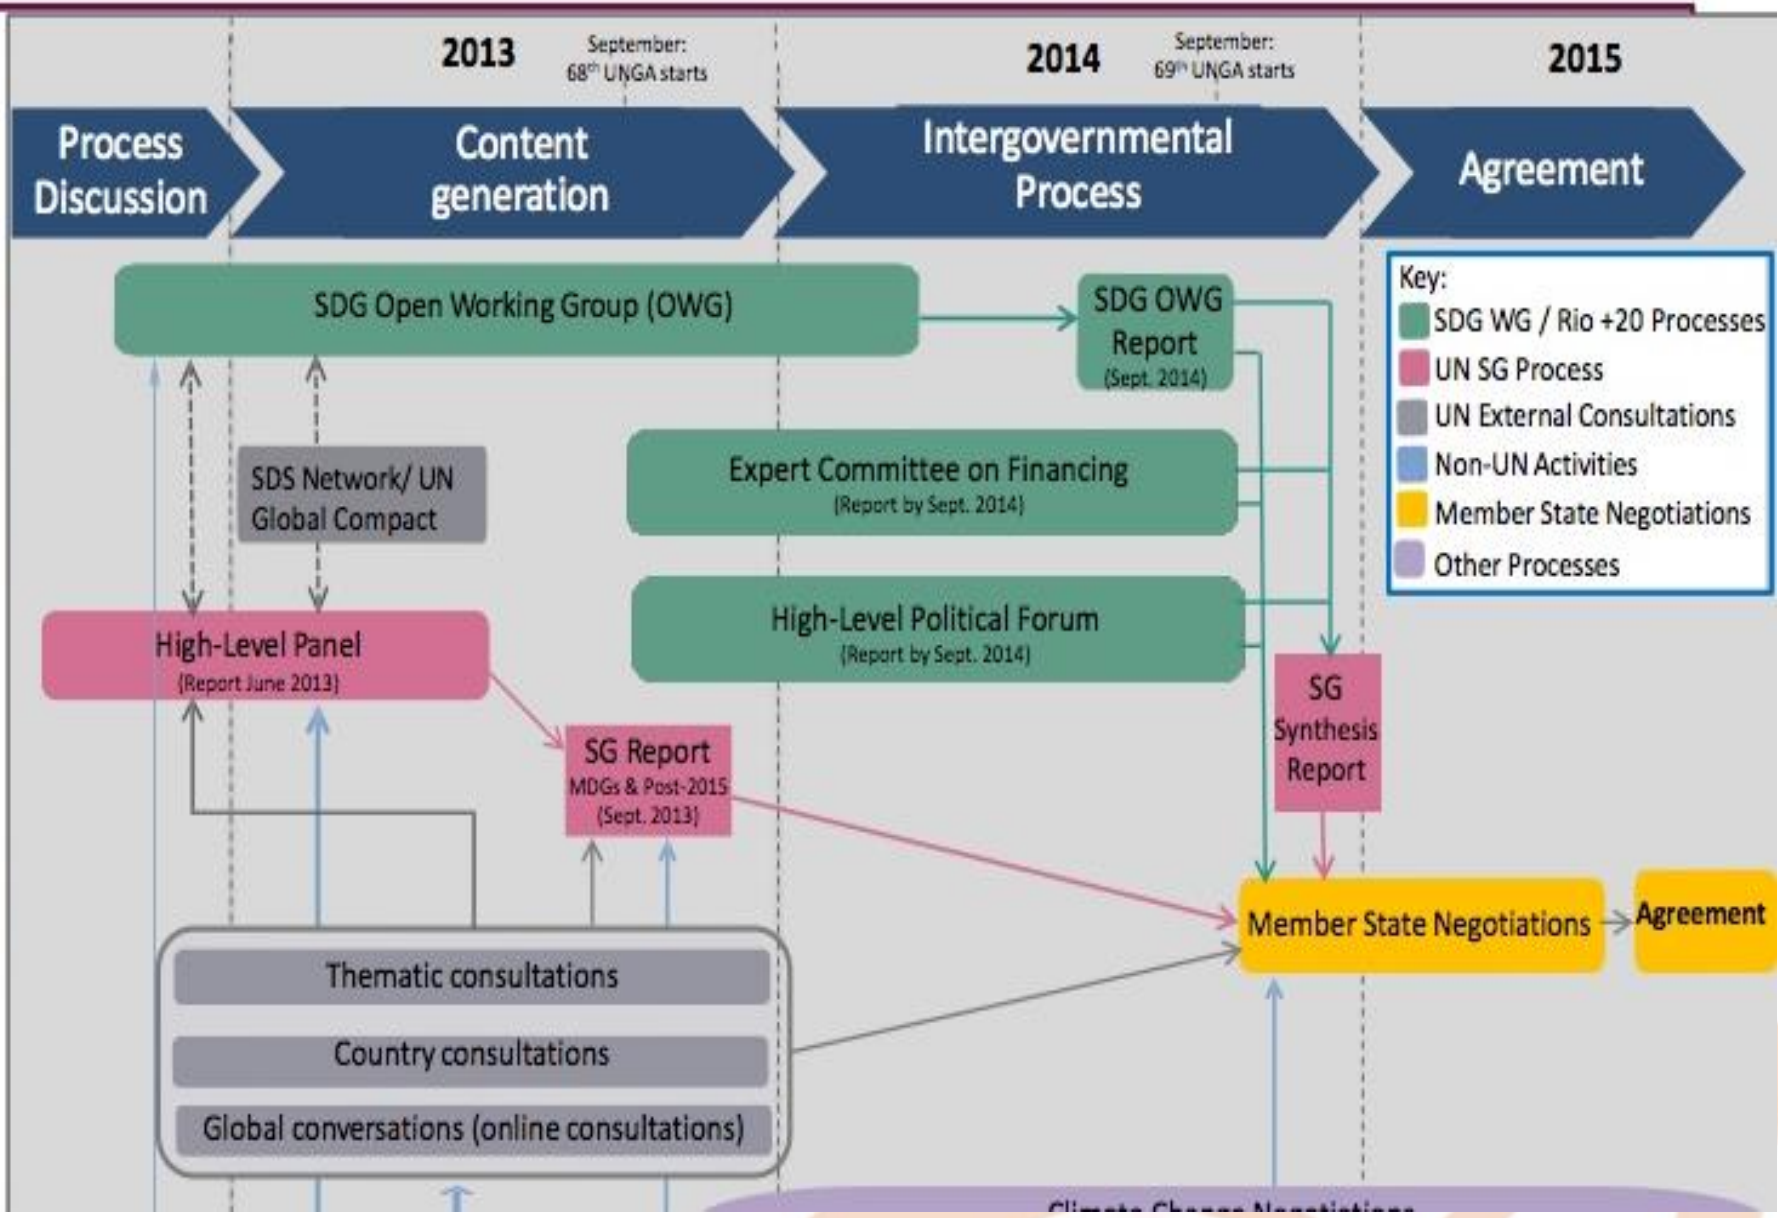 2013
September:
68th UNGA starts
2014
September:
69th UNGA starts
2015
Process
Discussion
Content
generation
Intergovernmental
Process
Agreement
SDG Open Working Group (OWG)
SDG OWG
Report
(Sept. 2014)
Key:
SDG WG / Rio +20 Processes
UN SG Process
UN External Consultations
Non-UN Activities
Member State Negotiations
Other Processes
SDS Network/ UN
Global Compact
Expert Committee on Financing
(Report by Sept. 2014)
High-Level Political Forum
(Report by Sept. 2014)
High-Level Panel
(Report June 2013)
SG Report
MDGs & Post-2015
(Sept. 2013)
SG
Synthesis
Report
Member State Negotiations
Agreement
Thematic consultations
Country consultations
Global conversations (online consultations)
Climate Change Negotiations